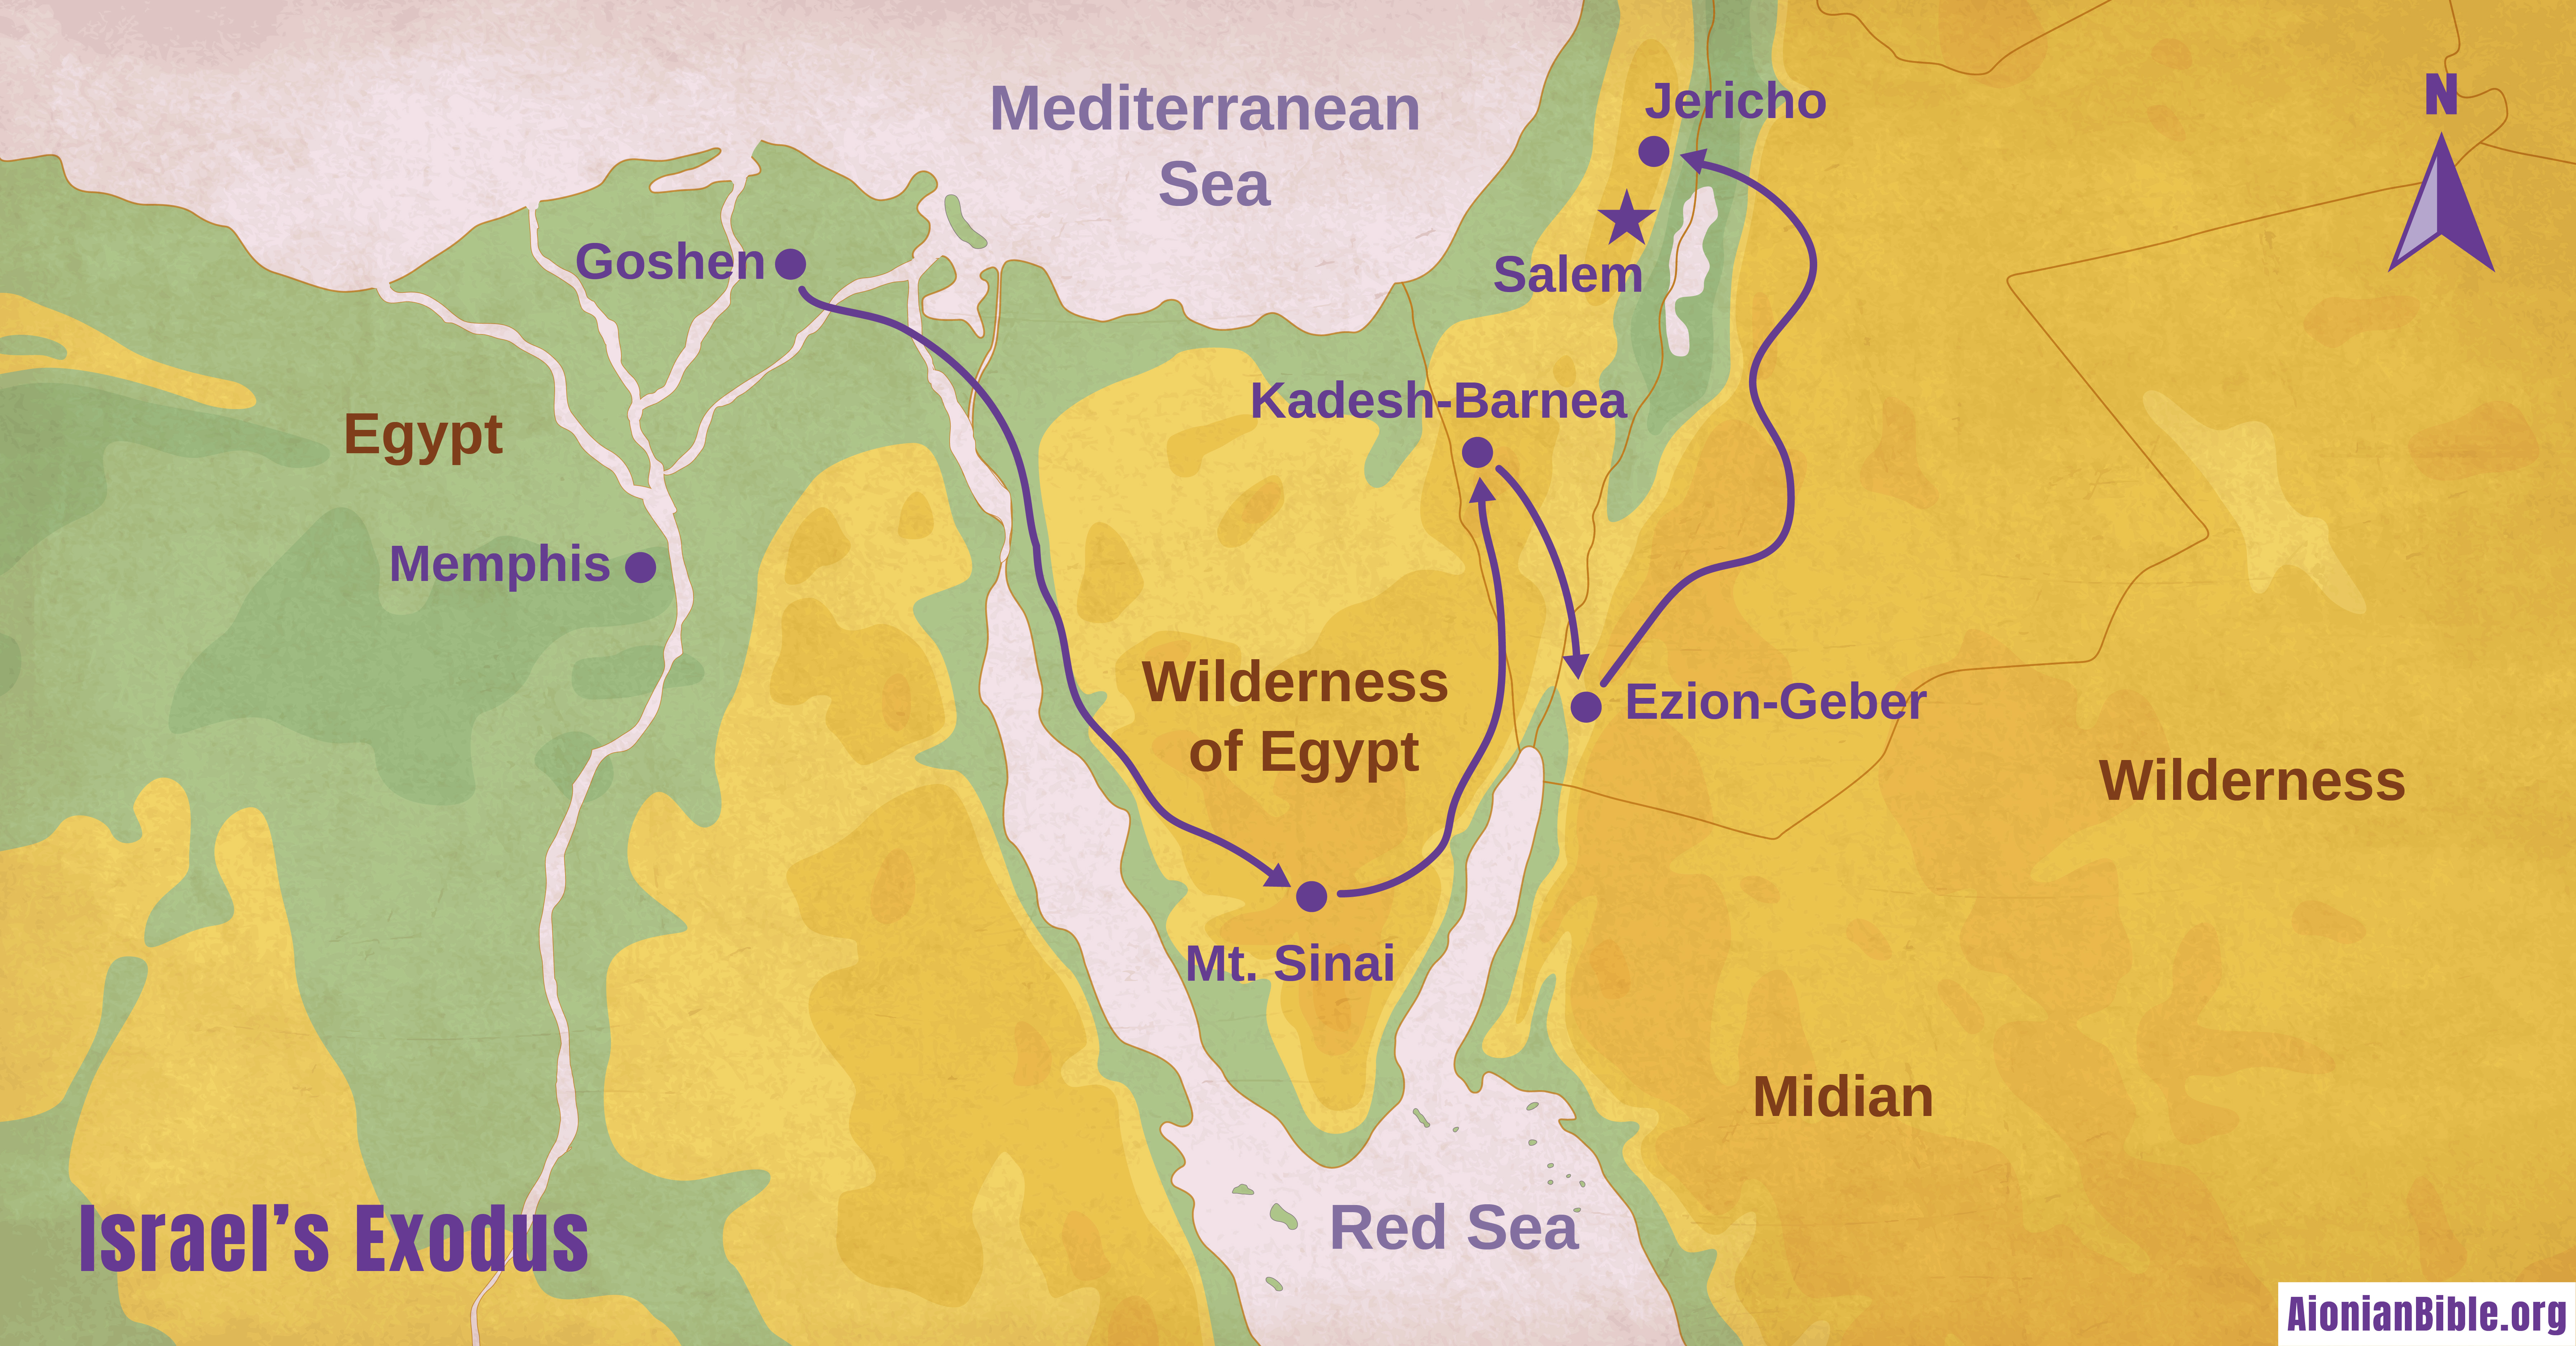 Mediterranean
Sea
Jericho
N
Goshen
Salem
Kadesh-Barnea
Egypt
Memphis
Wilderness
of Egypt
Ezion-Geber
Wilderness
Mt. Sinai
Midian
Red Sea
Israel’s Exodus
AionianBible.org